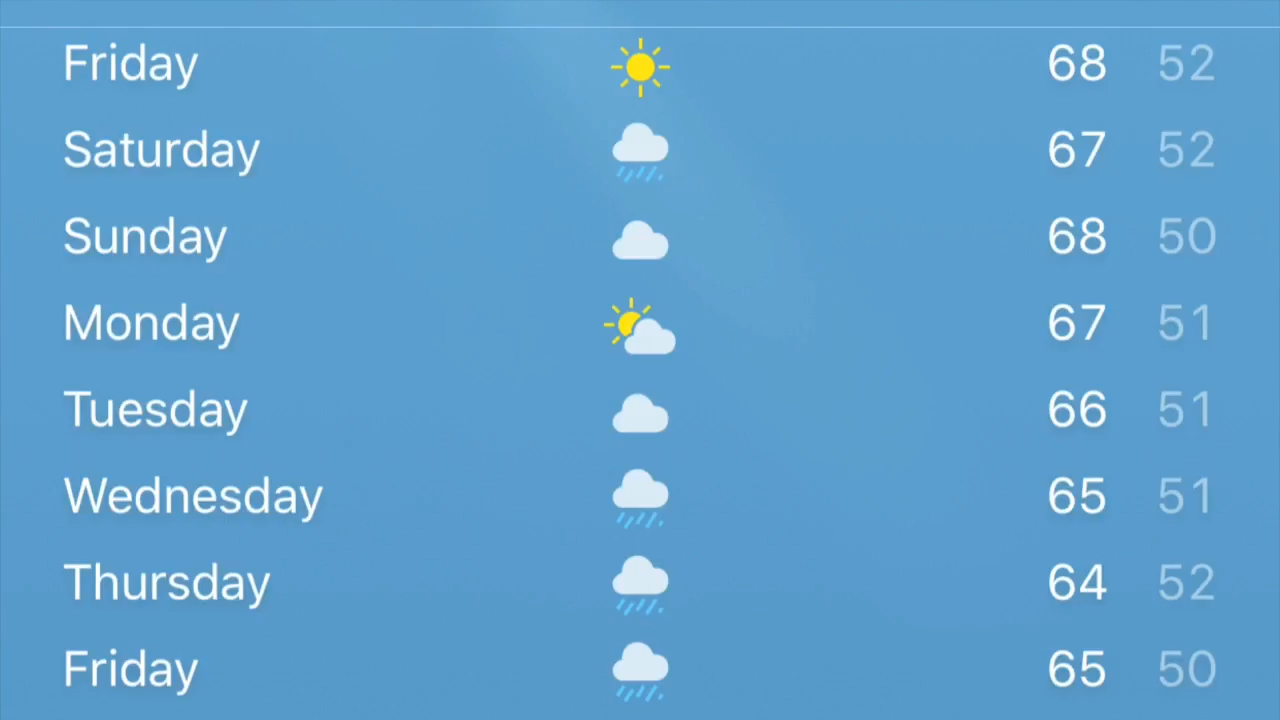 Friday 68 52
Saturday 67 52
Sunday 68 50
Monday 67 51
Tuesday 66 51
Wednesday 65 51
Thursday 64 52
Friday 65 50